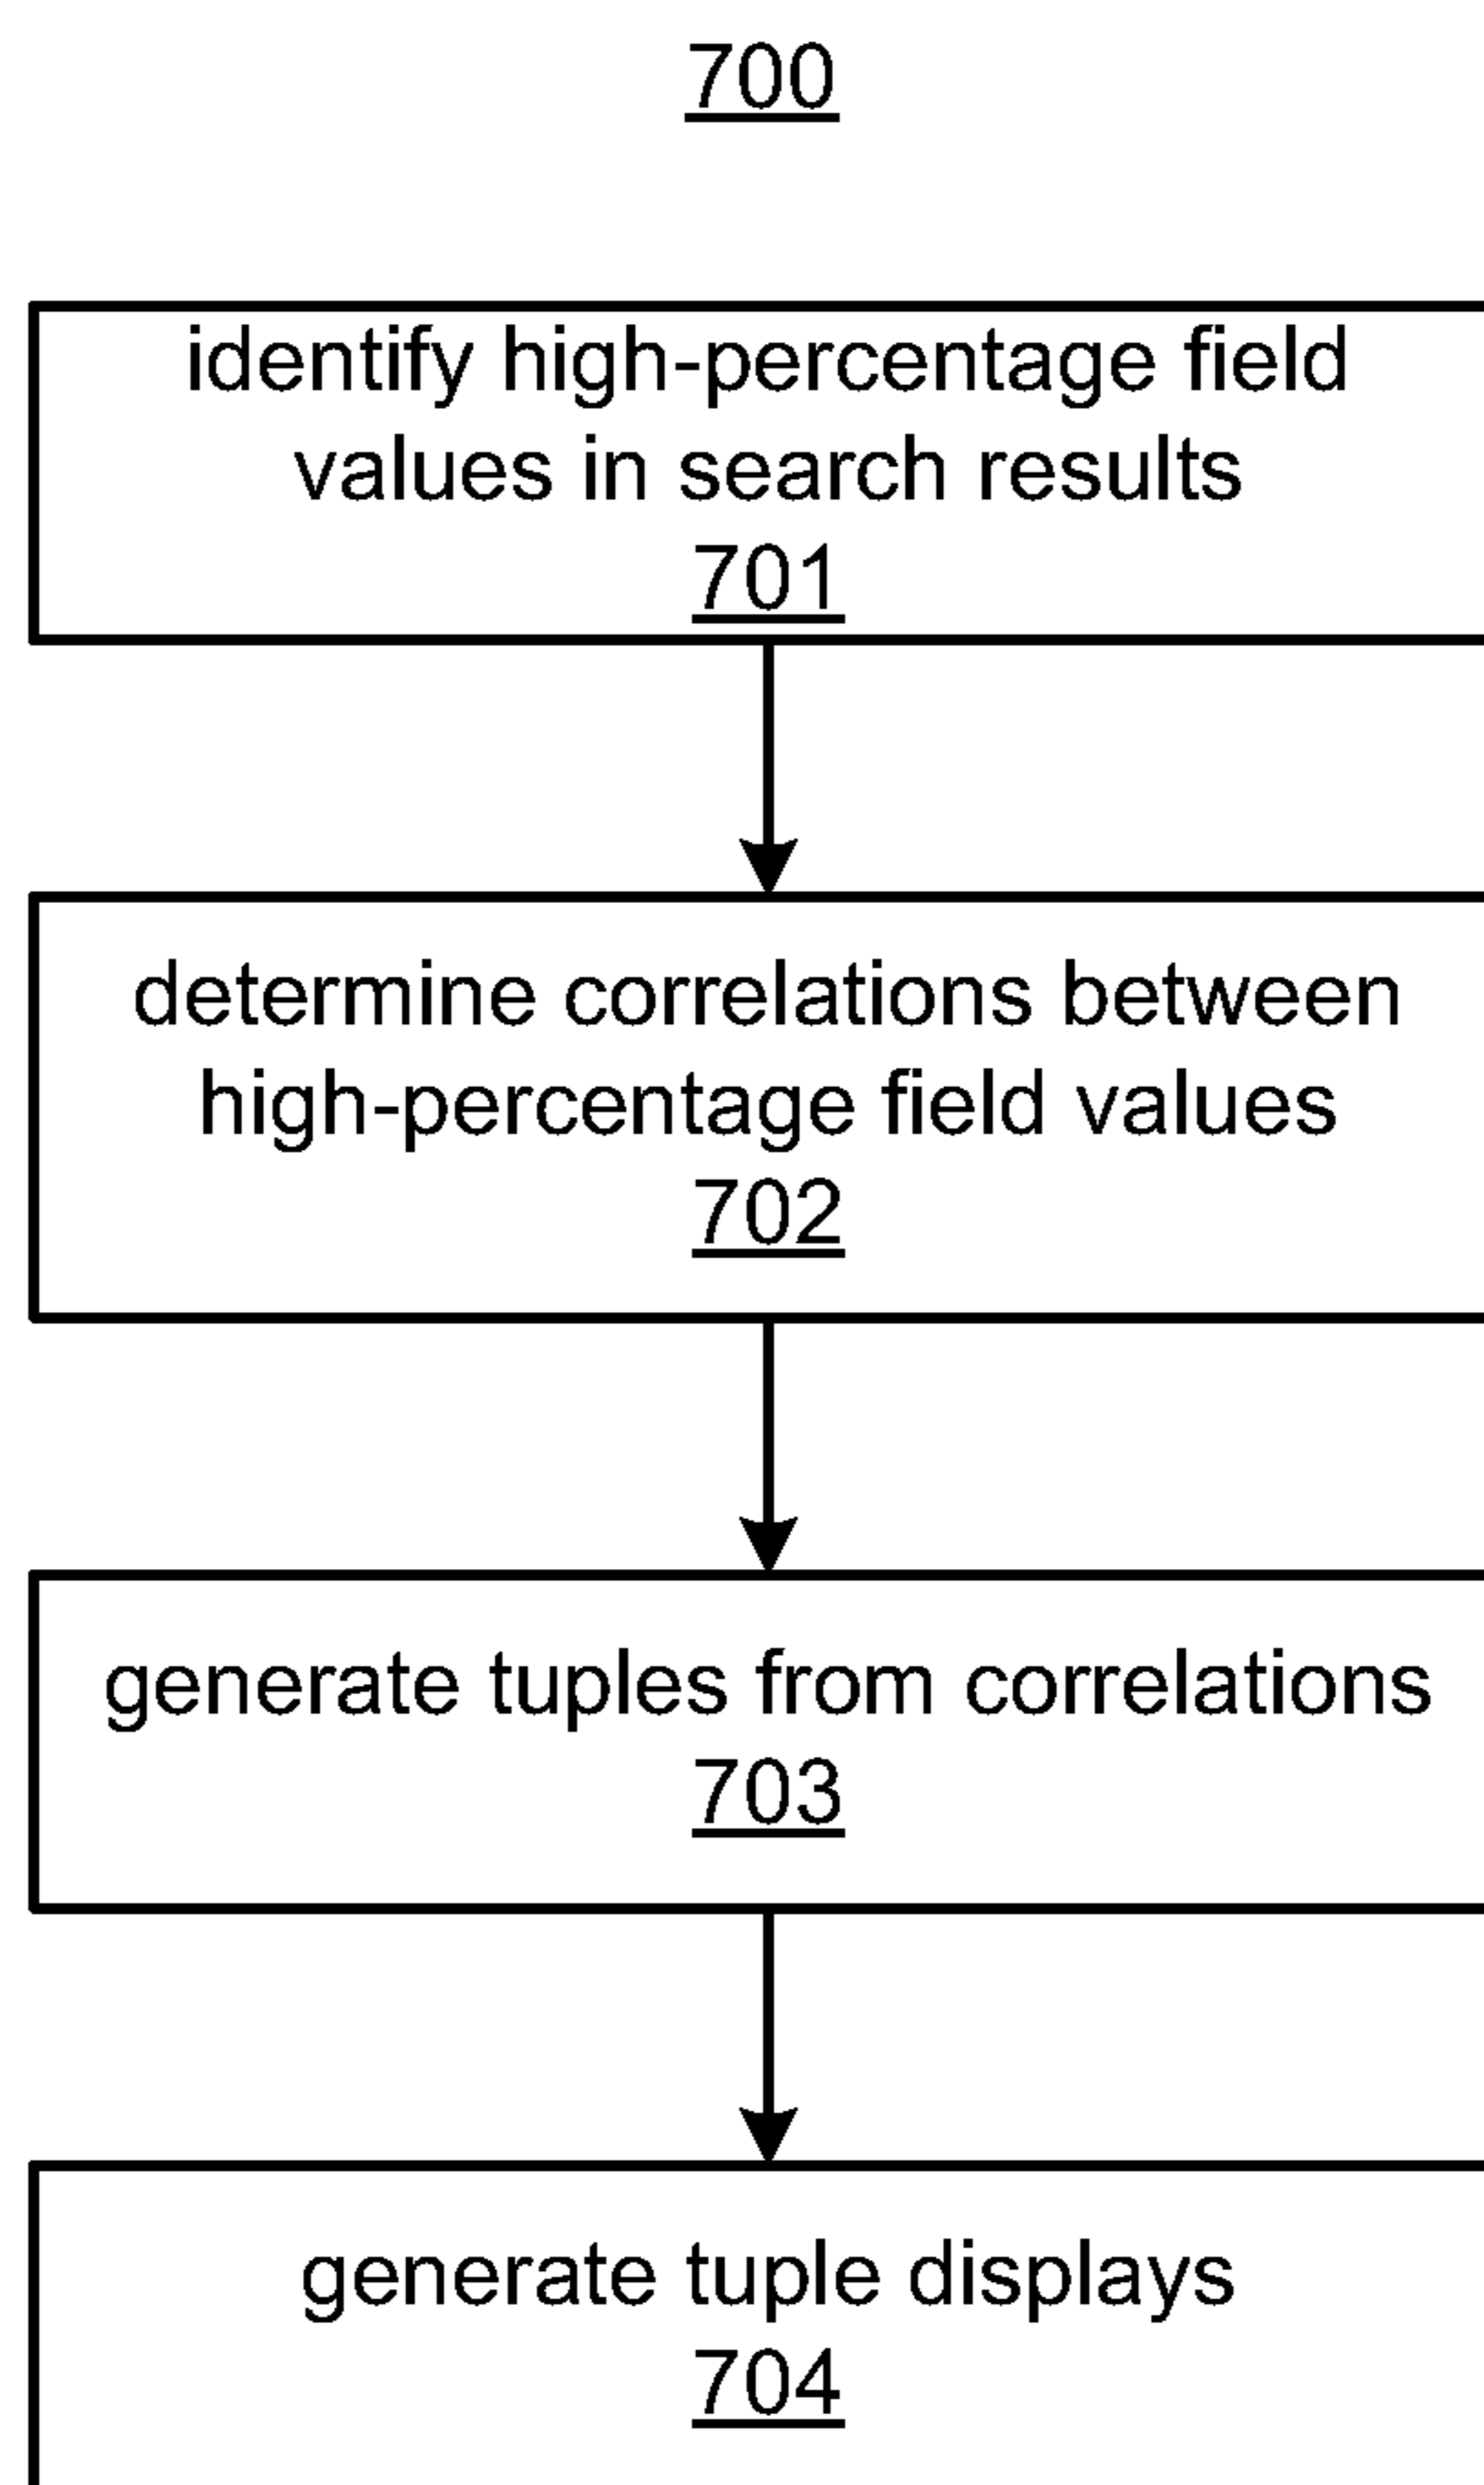 700
identify high-percentage field
values in search results
701
determine correlations between
high-percentage field values
702
generate tuples from correlations
703
generate tuple displays
704